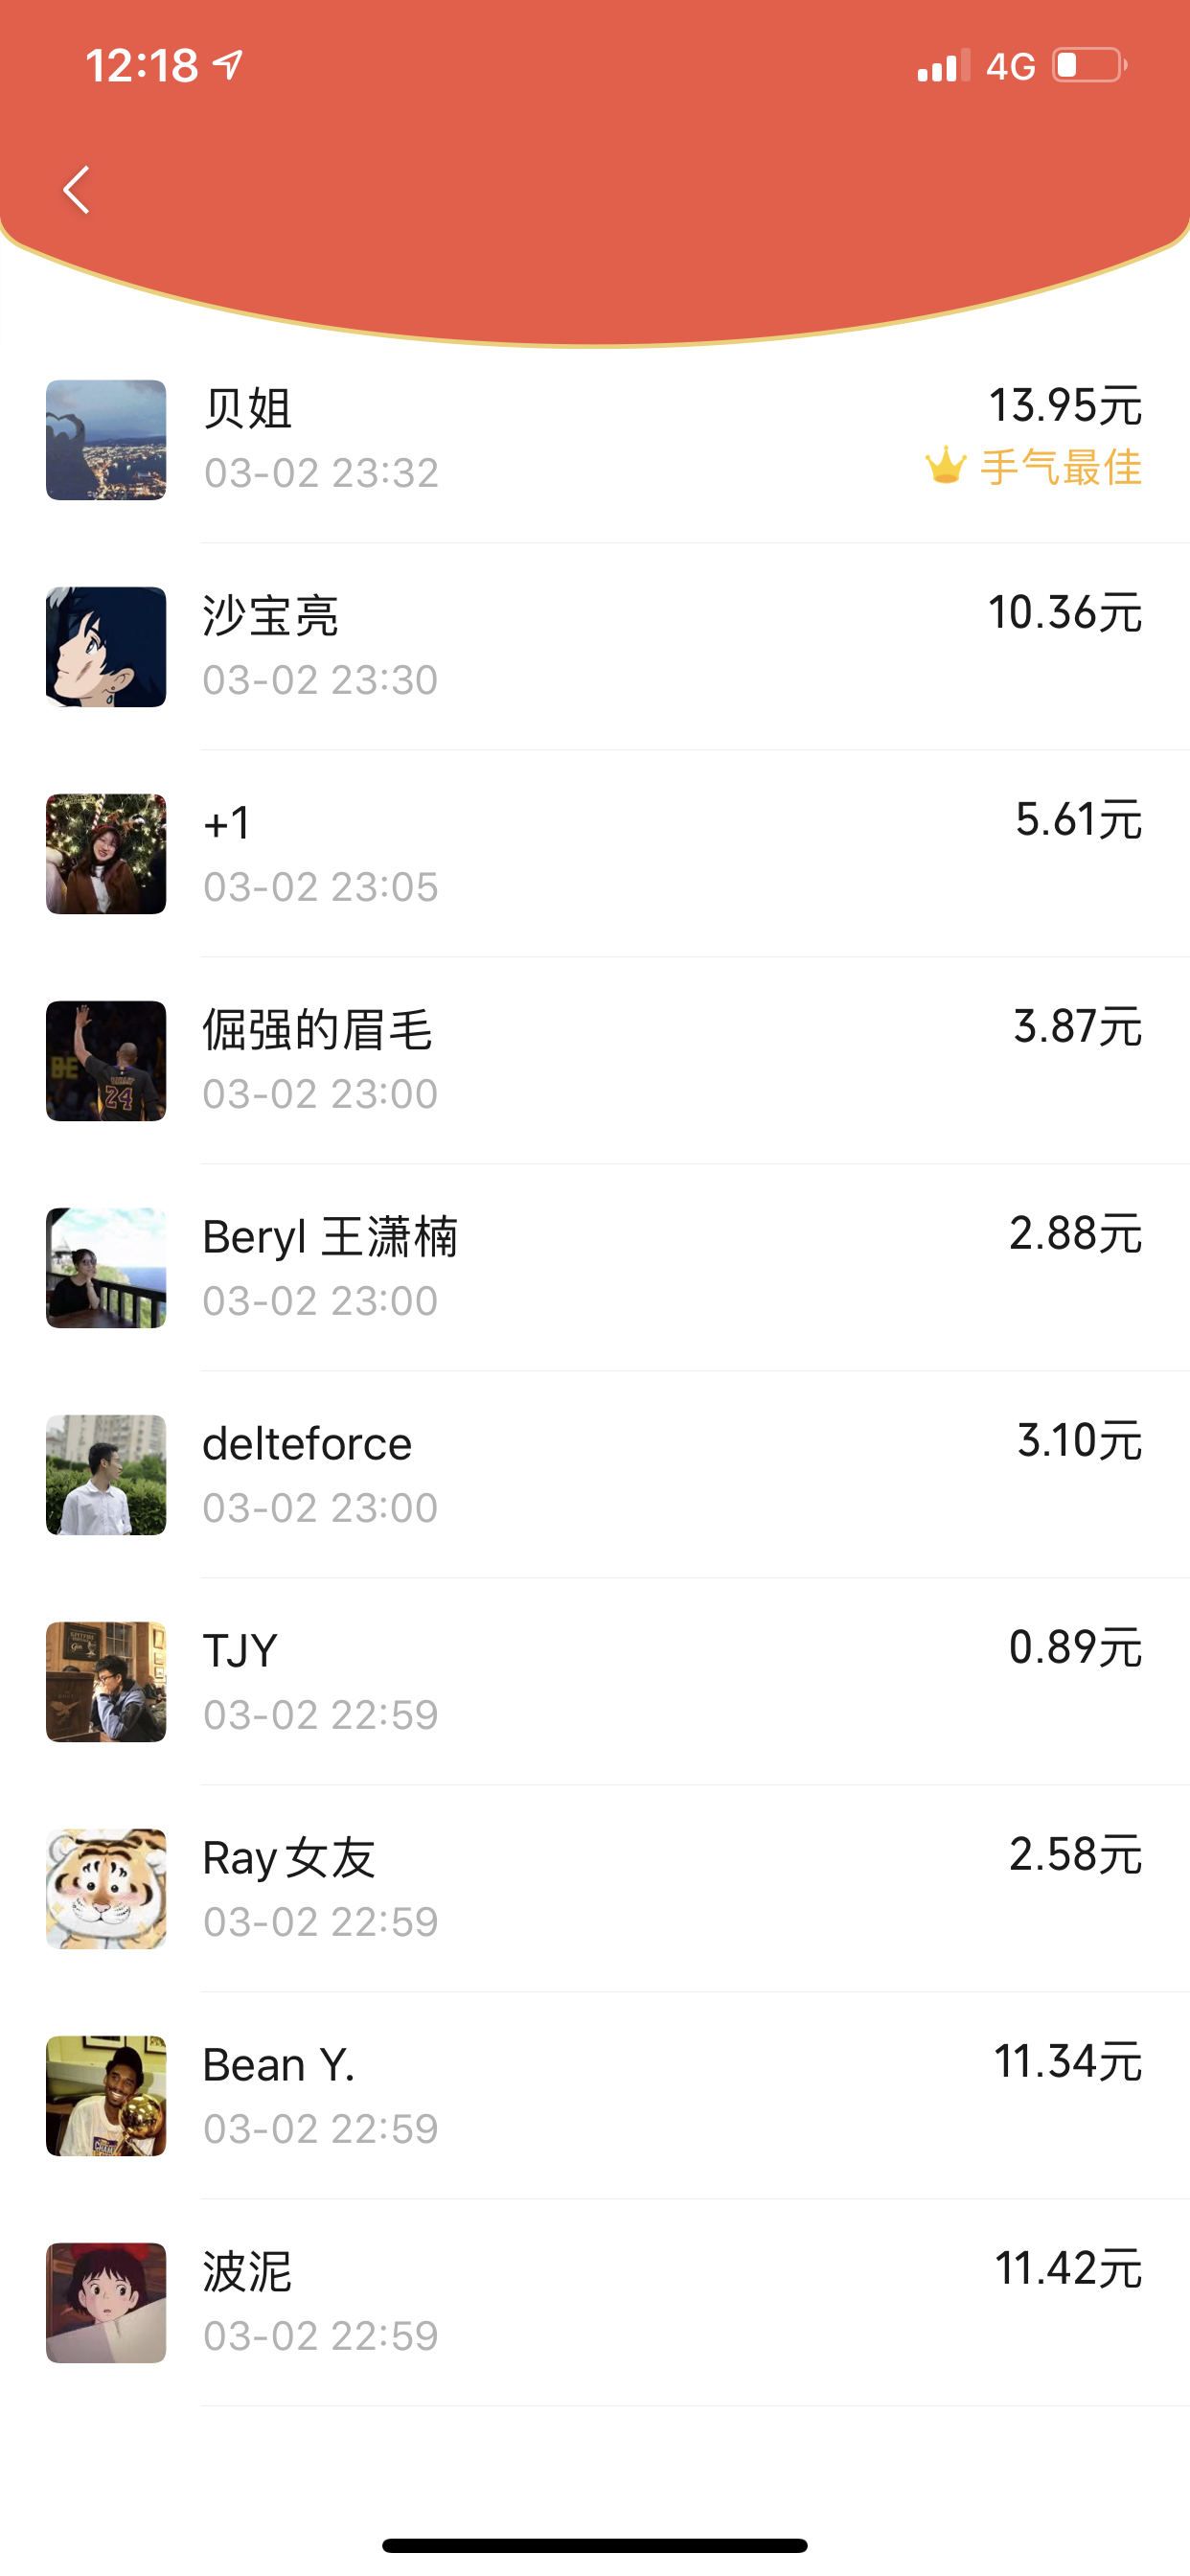 12:18 4G
贝姐 13.95元
03-02 23:32 手气最佳
沙宝亮 10.36元
03-02 23:30
+1 5.61元
03-02 23:05
倔强的眉毛 3.87元
03-02 23:00
Beryl 王潇楠 2.88元
03-02 23:00
delteforce 3.10元
03-02 23:00
TJY 0.89元
03-02 22:59
Ray女友 2.58元
03-02 22:59
Bean Y. 11.34元
03-02 22:59
波泥 11.42元
03-02 22:59